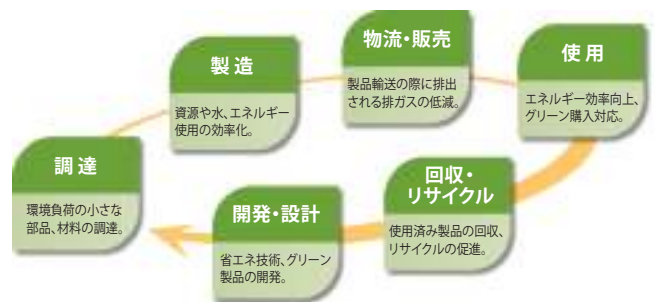 調達
環境負荷の小さな
部品、材料の調達。
製造
資源や水、エネルギー
使用の効率化。
物流・販売
製品輸送の際に排出
される排ガスの低減。
使用
エネルギー効率向上、
グリーン購入対応。
回収・
リサイクル
使用済み製品の回収、
リサイクルの促進。
開発・設計
省エネ技術、グリーン
製品の開発。